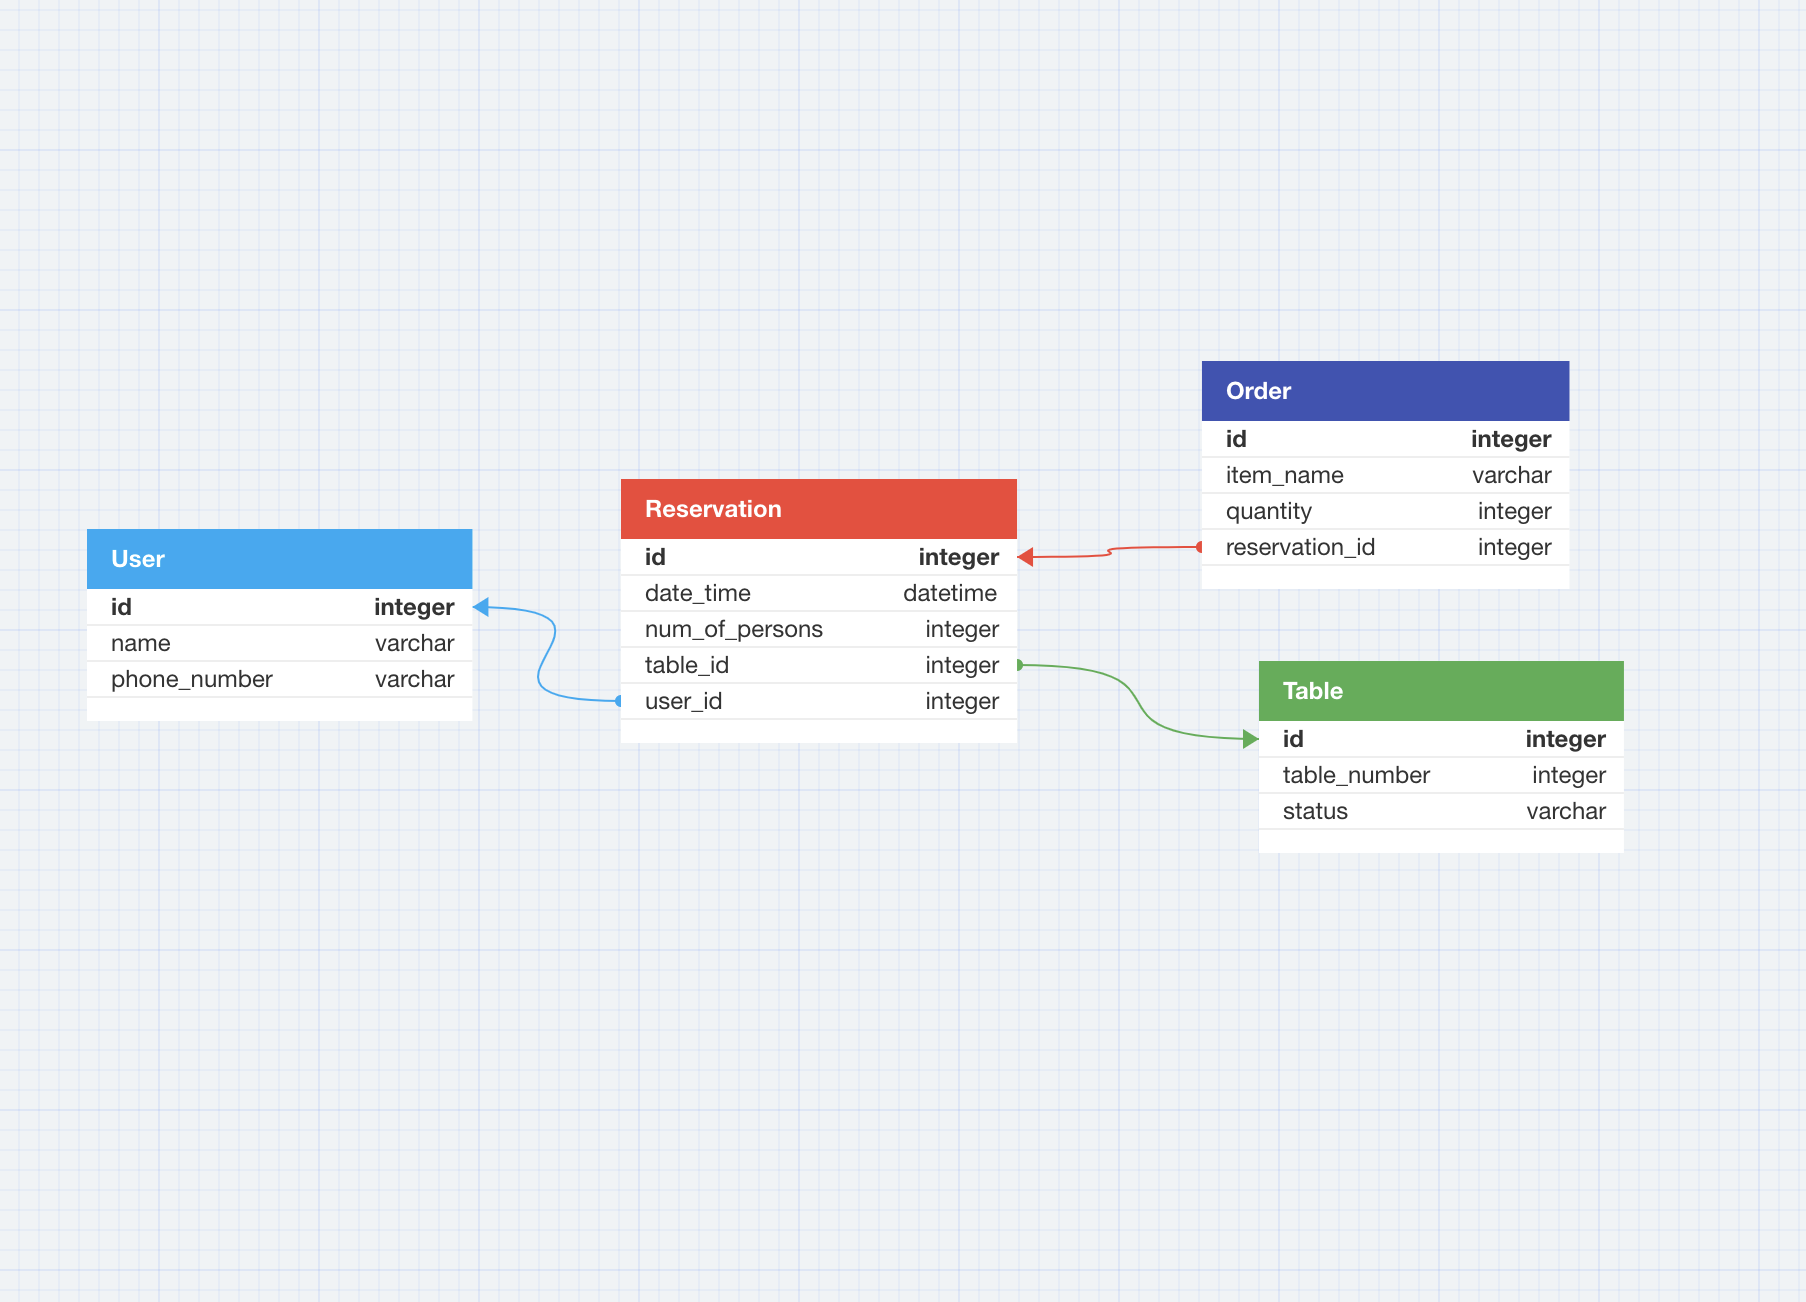 User
id integer
name varchar
phone_number varchar
Reservation
id integer
date_time datetime
num_of_persons integer
table_id integer
user_id integer
Order
id integer
item_name varchar
quantity integer
reservation_id integer
Table
id integer
table_number integer
status varchar